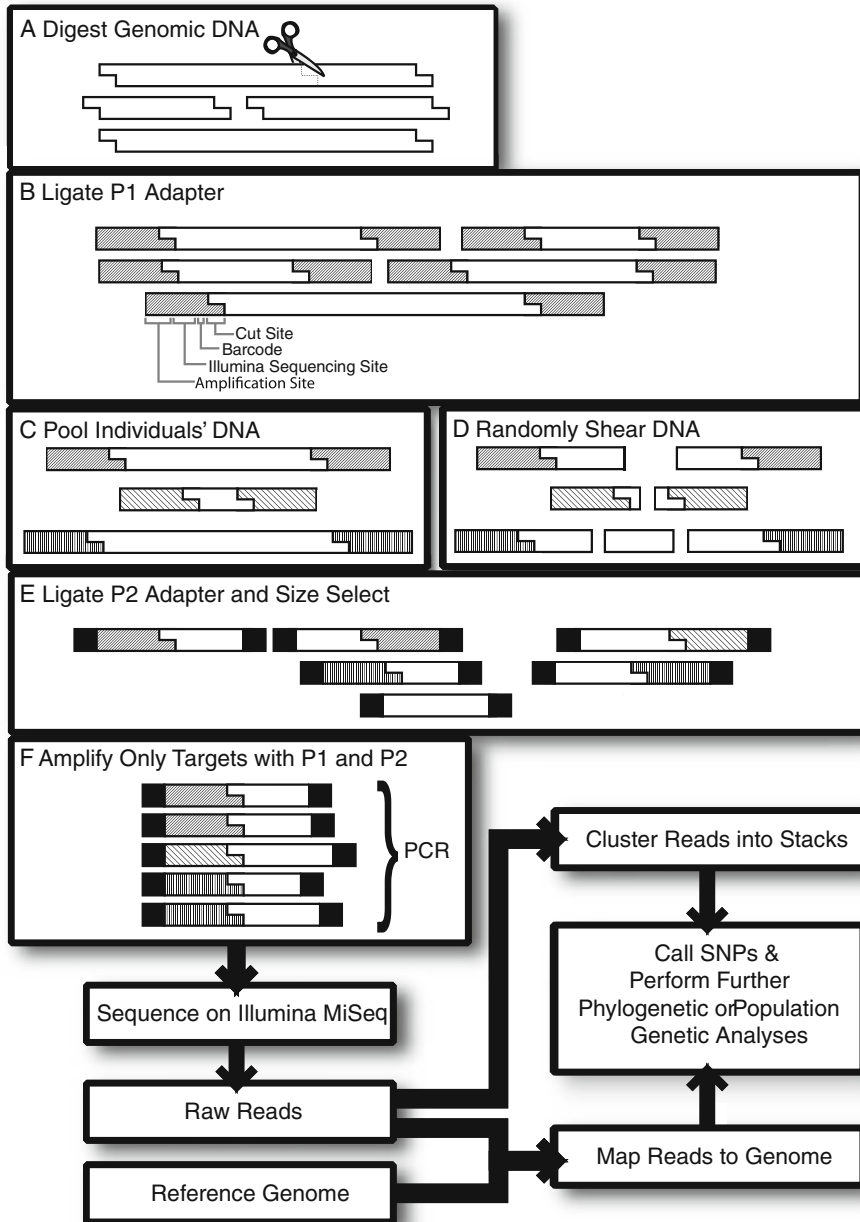 A Digest Genomic DNA
B Ligate P1 Adapter
Cut Site
Barcode
Illumina Sequencing Site
Amplification Site
C Pool Individuals' DNA
D Randomly Shear DNA
E Ligate P2 Adapter and Size Select
F Amplify Only Targets with P1 and P2
PCR
Cluster Reads into Stacks
Call SNPs &
Perform Further
Phylogenetic orPopulation
Genetic Analyses
Sequence on Illumina MiSeq
Raw Reads
Map Reads to Genome
Reference Genome